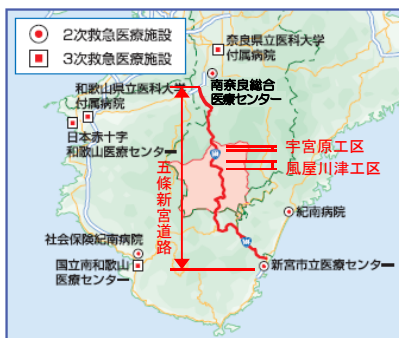 2次救急医療施設
3次救急医療施設
奈良県立医科大学
付属病院
南奈良総合
医療センター
和歌山県立医科大学
付属病院
日本赤十字
和歌山医療センター
宇宮原工区
風屋川津工区
五條新宮道路
紀南病院
社会保険紀南病院
国立南和歌山
医療センター
新宮市立医療センター